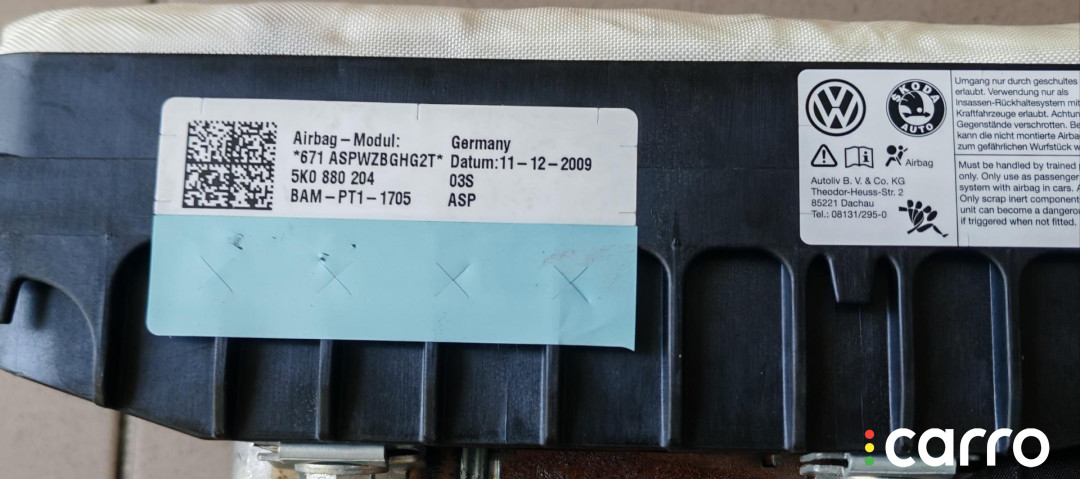 Airbag-Modul: Germany
*671 ASPWZBGHG2T* Datum:11-12-2009
5K0 880 204 03S
BAM-PT1-1705 ASP
VW
SKODA
AUTO
Airbag
Autoliv B. V. & Co. KG
Theodor-Heuss-Str. 2
85221 Dachau
Tel.: 08131/295-0
Umgang nur durch geschultes
erlaubt. Verwendung nur als
Insassen-Rückhaltesystem mit
Kraftfahrzeuge erlaubt. Achtun
Gegenstände verschrotten. Be
kann die nicht montierte Airba
zum gefährlichen Wurfstück w
Must be handled by trained
only. Only use as passenger
system with airbag in cars. A
Only scrap inert component
unit can become a dangerou
if triggered when not fitted.
carro